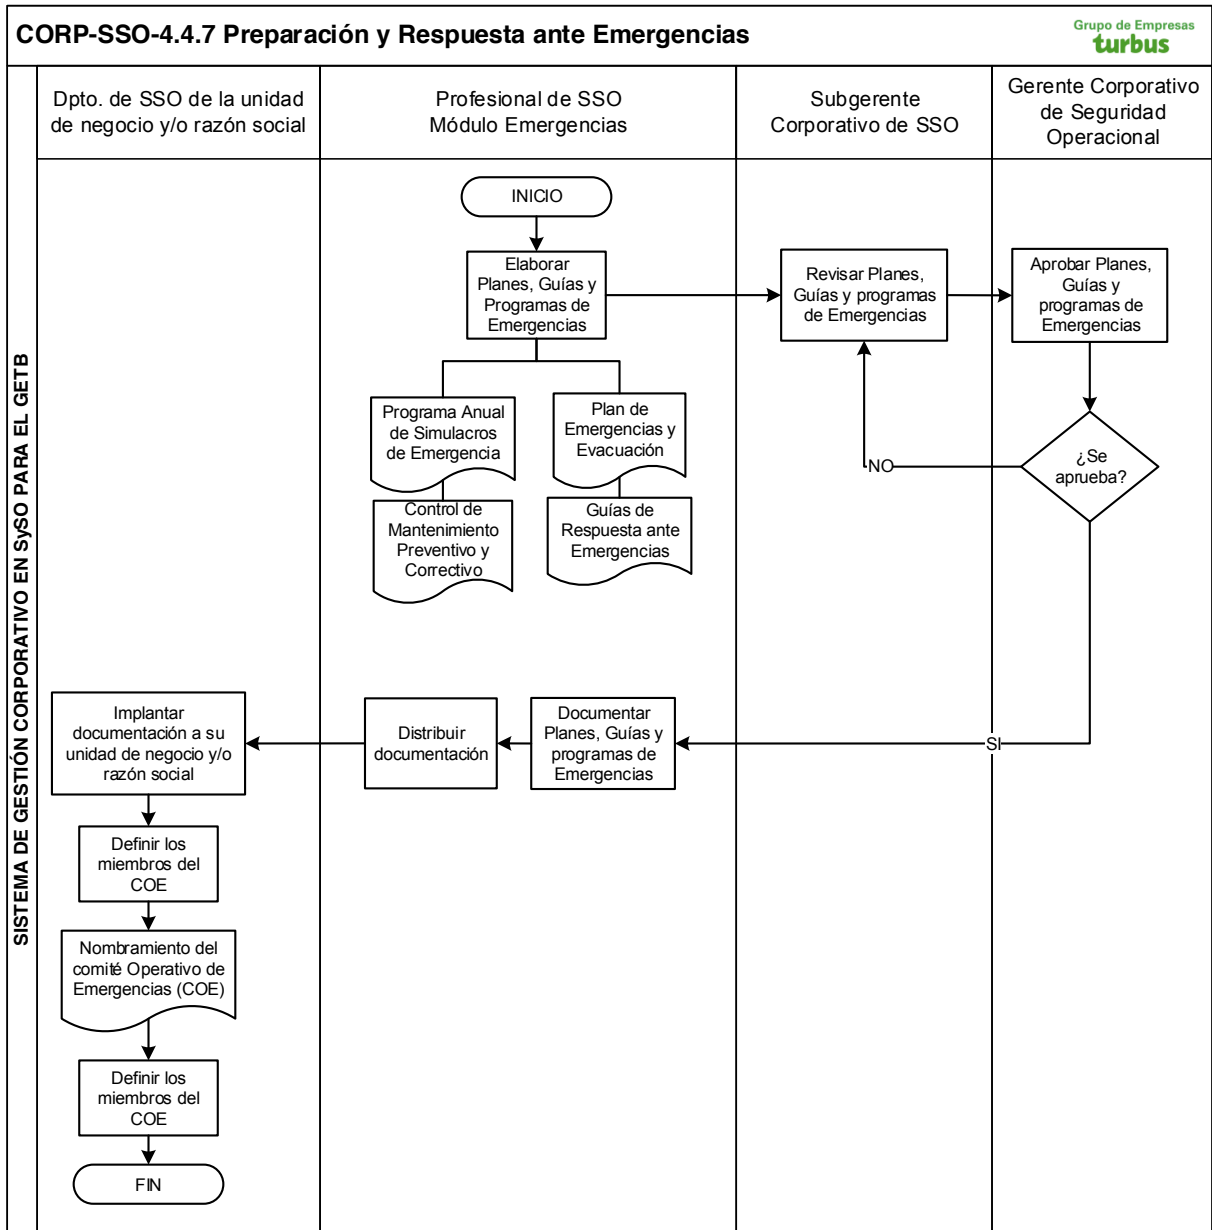 CORP-SSO-4.4.7 Preparación y Respuesta ante Emergencias
Grupo de Empresas
turbus
SISTEMA DE GESTIÓN CORPORATIVO EN SySO PARA EL GETB
Dpto. de SSO de la unidad
de negocio y/o razón social
Profesional de SSO
Módulo Emergencias
Subgerente
Corporativo de SSO
Gerente Corporativo
de Seguridad
Operacional
INICIO
Elaborar
Planes, Guías y
Programas de
Emergencias
Revisar Planes,
Guías y programas
de Emergencias
Aprobar Planes,
Guías y
programas de
Emergencias
Programa Anual
de Simulacros
de Emergencia
Plan de
Emergencias y
Evacuación
NO
¿Se
aprueba?
Control de
Mantenimiento
Preventivo y
Correctivo
Guías de
Respuesta ante
Emergencias
Implantar
documentación a su
unidad de negocio y/o
razón social
Distribuir
documentación
Documentar
Planes, Guías y
programas de
Emergencias
SI
Definir los
miembros del
COE
Nombramiento del
comité Operativo de
Emergencias (COE)
Definir los
miembros del
COE
FIN